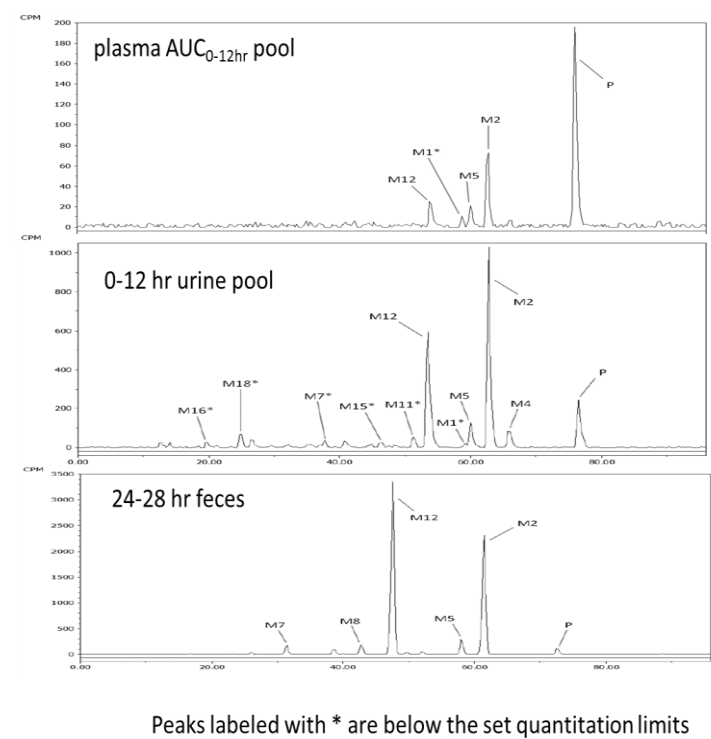 CPM
200
plasma AUC0-12hr pool
180
160
P
140
120
M2
100
80
M1*
60
M12
M5
40
20
0
CPM
1000
0-12 hr urine pool
800
M2
M12
600
M18*
P
400
M7*
M16*
M15*
M11*
M5
M4
200
M1*
0
0.00 20.00 40.00 60.00 80.00
CPM
3500
24-28 hr feces
3000
M12
M2
2500
2000
1500
1000
M7
M8
M5
P
500
0
0.00 20.00 40.00 60.00 80.00
Peaks labeled with * are below the set quantitation limits